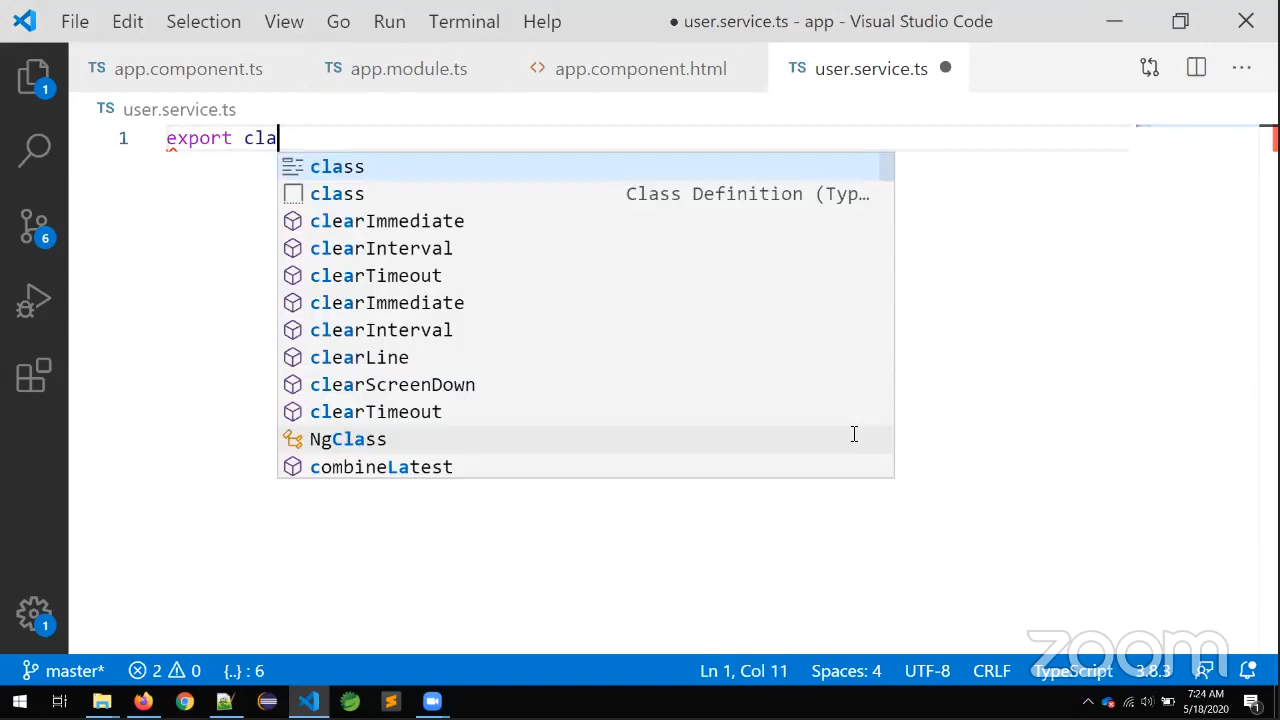 File Edit Selection View Go Run Terminal Help ● user.service.ts - app - Visual Studio Code
TS app.component.ts TS app.module.ts <> app.component.html TS user.service.ts ●
1 TS user.service.ts
1 export cla
class
class Class Definition (Typ…
clearImmediate
clearInterval
6
clearTimeout
clearImmediate
clearInterval
clearLine
clearScreenDown
clearTimeout
NgClass
combineLatest
1
zoom
master* 2 0 {..} : 6 Ln 1, Col 11 Spaces: 4 UTF-8 CRLF TypeScript 3.8.3
7:24 AM
5/18/2020
1